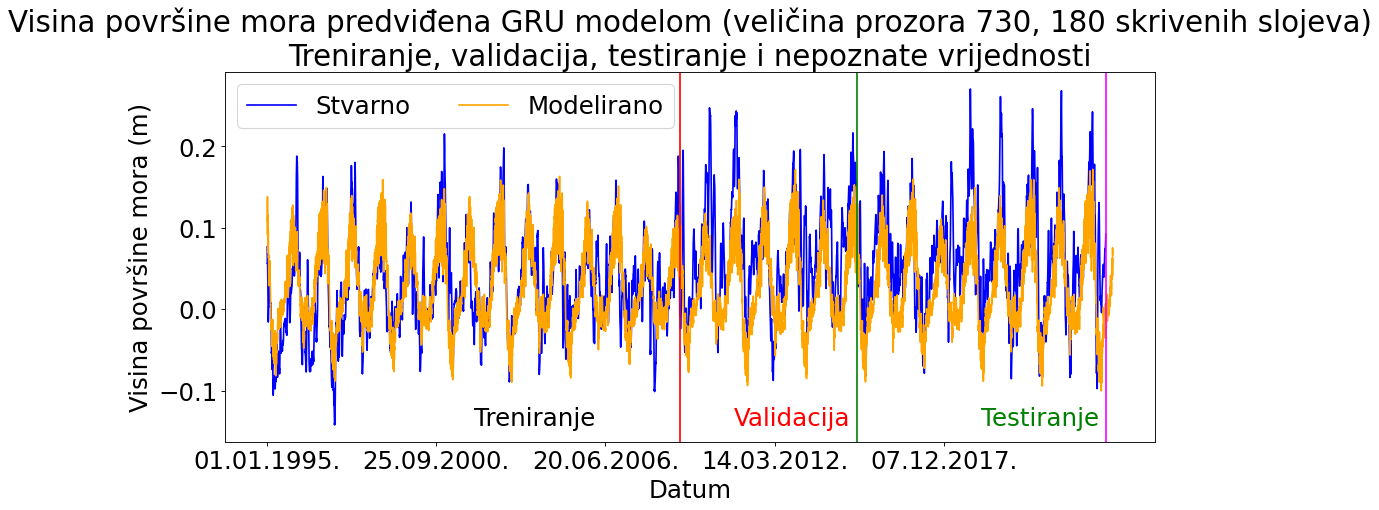 Visina površine mora predviđena GRU modelom (veličina prozora 730, 180 skrivenih slojeva)
Treniranje, validacija, testiranje i nepoznate vrijednosti
Stvarno
Modelirano
Visina površine mora (m)
0.2
0.1
0.0
−0.1
Treniranje
Validacija
Testiranje
01.01.1995.
25.09.2000.
20.06.2006.
14.03.2012.
07.12.2017.
Datum